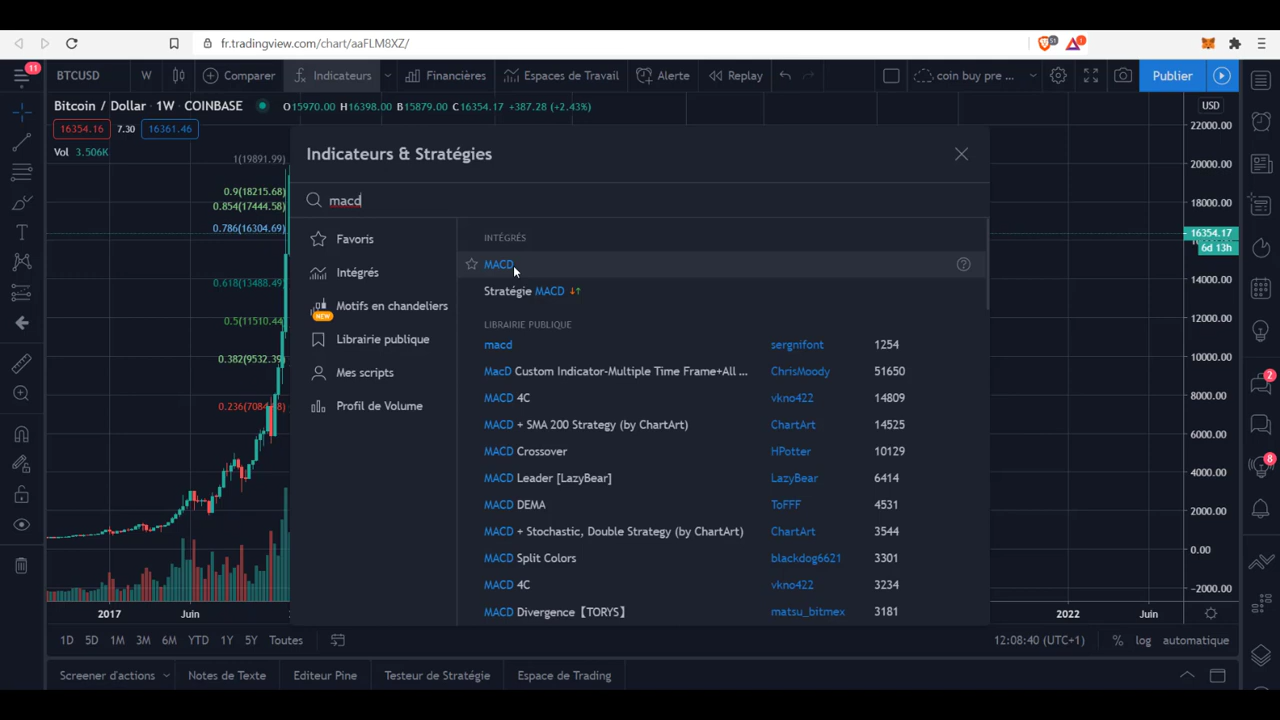 fr.tradingview.com/chart/aaFLM8XZ/
51
1
11
BTCUSD W Comparer Indicateurs Financières Espaces de Travail Alerte Replay coin buy pre ... Publier
Bitcoin / Dollar 1W COINBASE O15970.00 H16398.00 B15879.00 C16354.17 +387.28 (+2.43%)
USD
16354.16 7.30 16361.46
Vol 3.506K
1(19891.99)
0.9(18215.68)
0.854(17444.58)
0.786(16304.69)
0.618(13488.49)
0.5(11510.44)
0.382(9532.39)
Indicateurs & Stratégies
macd
Favoris
Intégrés
Motifs en chandeliers
NEW
Librairie publique
Mes scripts
Profil de Volume
INTÉGRÉS
MACD ?
Stratégie MACD
LIBRAIRIE PUBLIQUE
macd sergnifont 1254
MacD Custom Indicator-Multiple Time Frame+All ... ChrisMoody 51650
MACD 4C vkno422 14809
MACD + SMA 200 Strategy (by ChartArt) ChartArt 14525
MACD Crossover HPotter 10129
MACD Leader [LazyBear] LazyBear 6414
MACD DEMA ToFFF 4531
MACD + Stochastic, Double Strategy (by ChartArt) ChartArt 3544
MACD Split Colors blackdog6621 3301
MACD 4C vkno422 3234
MACD Divergence【TORYS】 matsu_bitmex 3181
22000.00
20000.00
18000.00
16354.17
6d 13h
14000.00
12000.00
10000.00
8000.00
6000.00
4000.00
2000.00
0.00
−2000.00
2
8
2017 Juin 2022 Juin
1D 5D 1M 3M 6M YTD 1Y 5Y Toutes 12:08:40 (UTC+1) % log automatique
Screener d'actions Notes de Texte Editeur Pine Testeur de Stratégie Espace de Trading